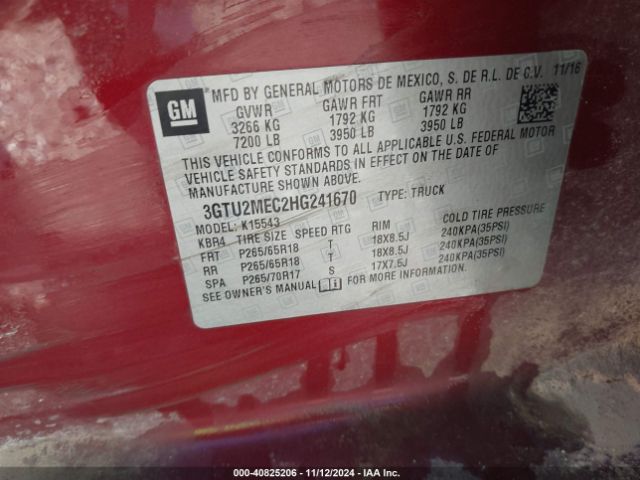 GM
MFD BY GENERAL MOTORS DE MEXICO, S. DE R.L. DE C.V. 11/16
GVWR GAWR FRT GAWR RR
3266 KG 1792 KG 1792 KG
7200 LB 3950 LB 3950 LB
THIS VEHICLE CONFORMS TO ALL APPLICABLE U.S. FEDERAL MOTOR
VEHICLE SAFETY STANDARDS IN EFFECT ON THE DATE OF
MANUFACTURE SHOWN ABOVE.
3GTU2MEC2HG241670 TYPE: TRUCK
MODEL: K15543
KBR4 TIRE SIZE SPEED RTG RIM COLD TIRE PRESSURE
FRT P265/65R18 T 18X8.5J 240KPA(35PSI)
RR P265/65R18 T 18X8.5J 240KPA(35PSI)
SPA P265/70R17 S 17X7.5J 240KPA(35PSI)
SEE OWNER'S MANUAL FOR MORE INFORMATION.
000-40825206 - 11/12/2024 - IAA Inc.